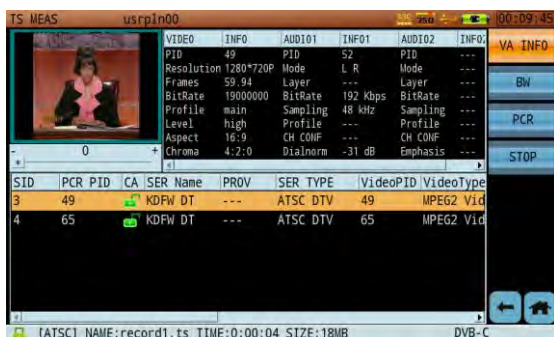 TS MEAS usrp1n00 350 00:09:45
VIDEO INFO AUDIO1 INFO1 AUDIO2 INFO2
PID 49 PID 52 PID ---
Resolution 1280*720P Mode L R Mode ---
Frames 59.94 Layer --- Layer ---
BitRate 19000000 BitRate 192 Kbps BitRate ---
Profile main Sampling 48 kHz Sampling ---
Level high Profile --- Profile ---
Aspect 16:9 CH CONF --- CH CONF ---
Chroma 4:2:0 Dialnorm -31 dB Emphasis ---
- 0 +
VA INFO
BW
PCR
STOP
SID PCR PID CA SER Name PROV SER TYPE VideoPID VideoType
3 49 KDFW DT --- ATSC DTV 49 MPEG2 Vid
4 65 KDFW DT --- ATSC DTV 65 MPEG2 Vid
[ATSC] NAME:record1.ts TIME:0:00:04 SIZE:18MB DVB-C